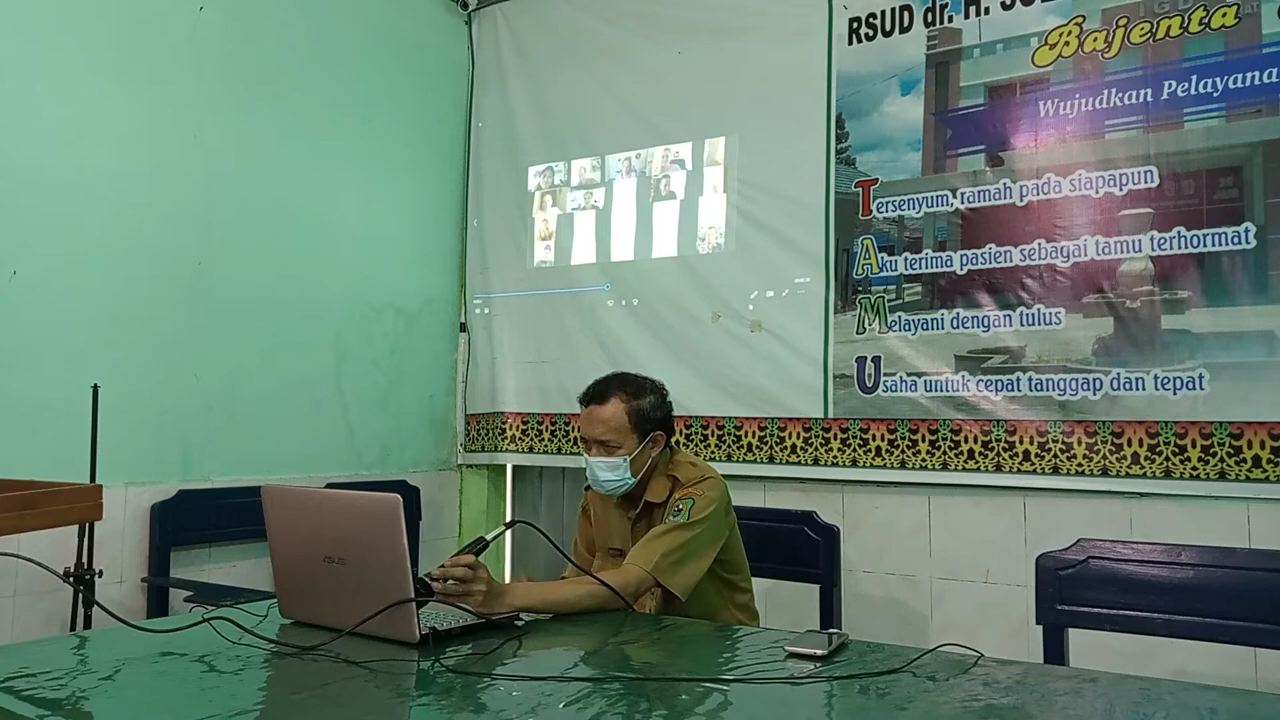 RSUD dr. H.
IGD
Bajenta
Wujudkan Pelayana
Tersenyum, ramah pada siapapun
Aku terima pasien sebagai tamu terhormat
Melayani dengan tulus
Usaha untuk cepat tanggap dan tepat
ASUS